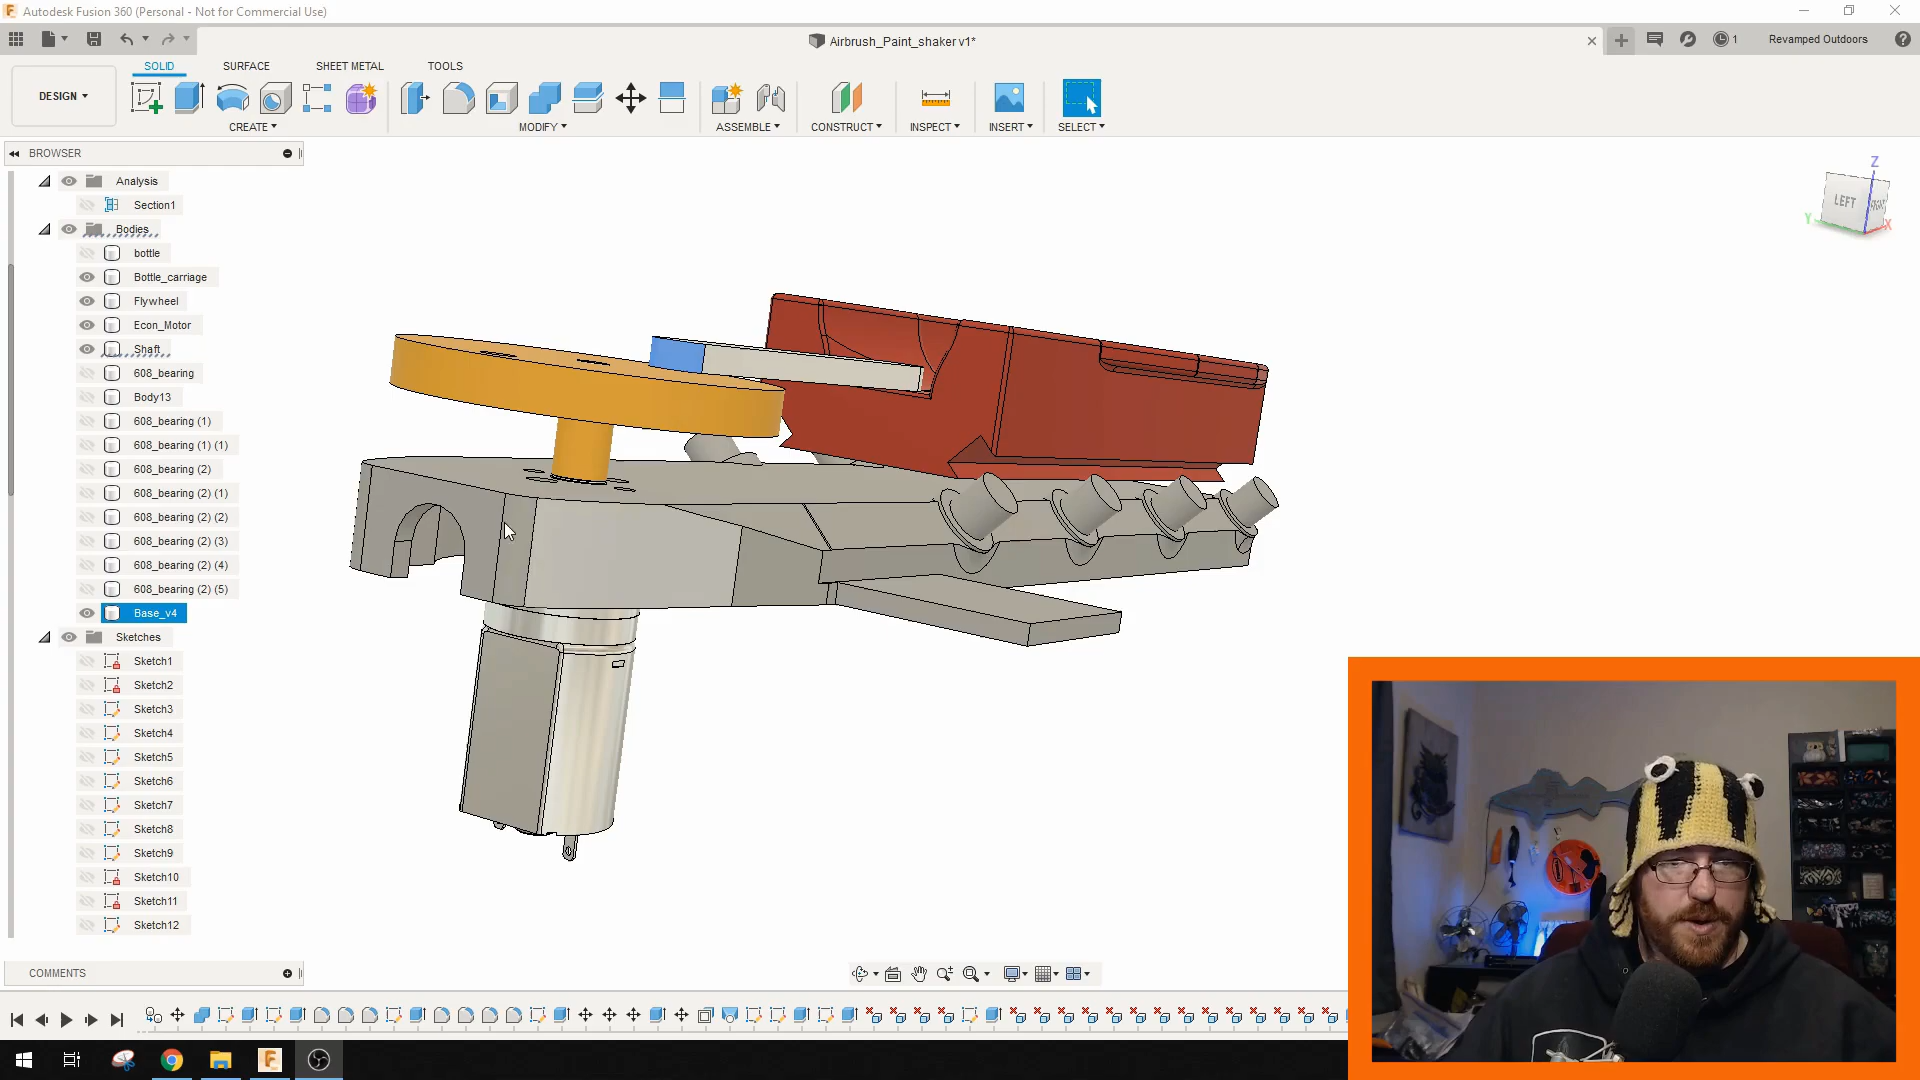 Autodesk Fusion 360 (Personal - Not for Commercial Use)
Airbrush_Paint_shaker v1*
1
Revamped Outdoors
SOLID
SURFACE
SHEET METAL
TOOLS
DESIGN
CREATE
MODIFY
ASSEMBLE
CONSTRUCT
INSPECT
INSERT
SELECT
BROWSER
Analysis
Section1
Bodies
bottle
Bottle_carriage
Flywheel
Econ_Motor
Shaft
608_bearing
Body13
608_bearing (1)
608_bearing (1) (1)
608_bearing (2)
608_bearing (2) (1)
608_bearing (2) (2)
608_bearing (2) (3)
608_bearing (2) (4)
608_bearing (2) (5)
Base_v4
Sketches
Sketch1
Sketch2
Sketch3
Sketch4
Sketch5
Sketch6
Sketch7
Sketch8
Sketch9
Sketch10
Sketch11
Sketch12
COMMENTS
Z
LEFT
Y
X